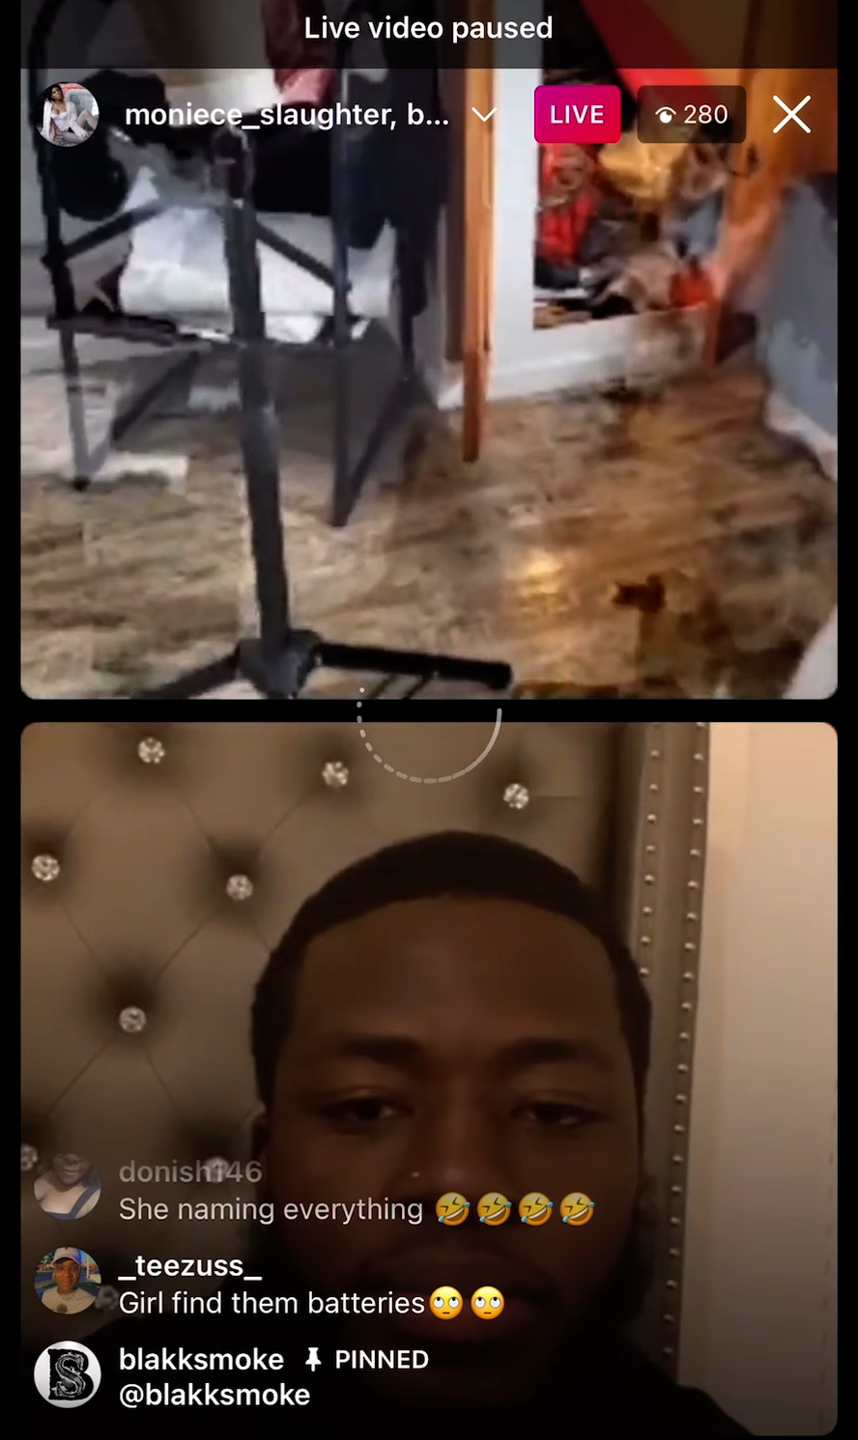 Live video paused
moniece_slaughter, b...
LIVE
280
donish146
She naming everything 🤣🤣🤣🤣
_teezuss_
Girl find them batteries🙄🙄
blakksmoke PINNED
@blakksmoke